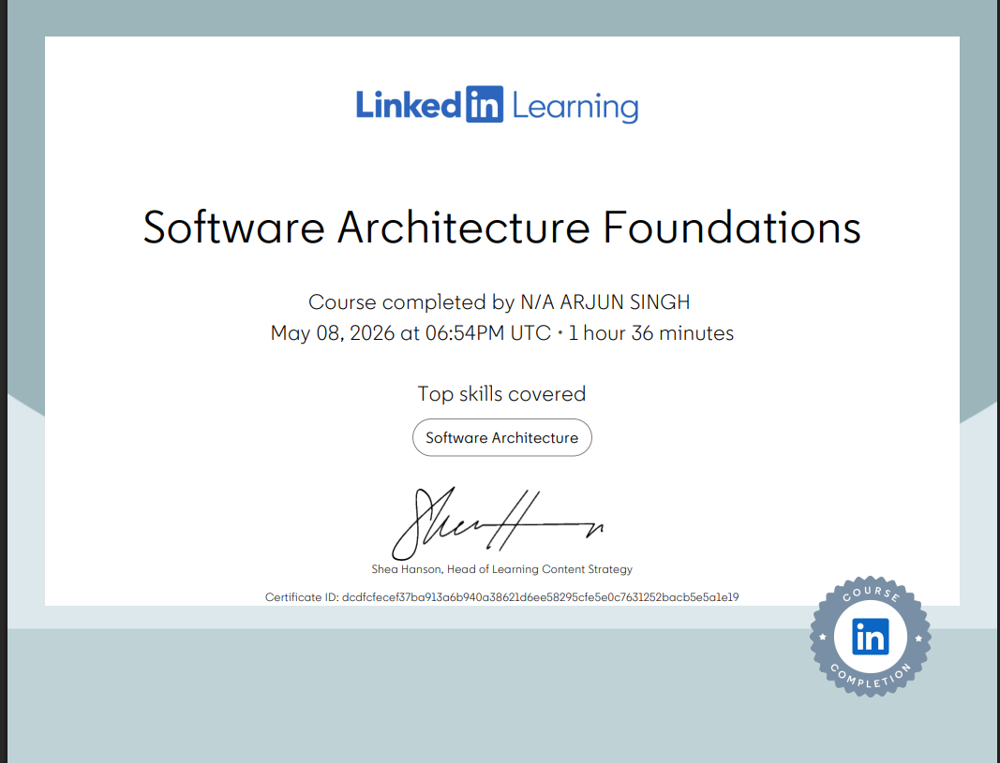 Linked in Learning
Software Architecture Foundations
Course completed by N/A ARJUN SINGH
May 08, 2026 at 06:54PM UTC • 1 hour 36 minutes
Top skills covered
Software Architecture
Shea Hanson, Head of Learning Content Strategy
Certificate ID: dcdfcfecef37ba913a6b940a38621d6ee58295cfe5e0c7631252bacb5e5a1e19
COURSE
in
COMPLETION